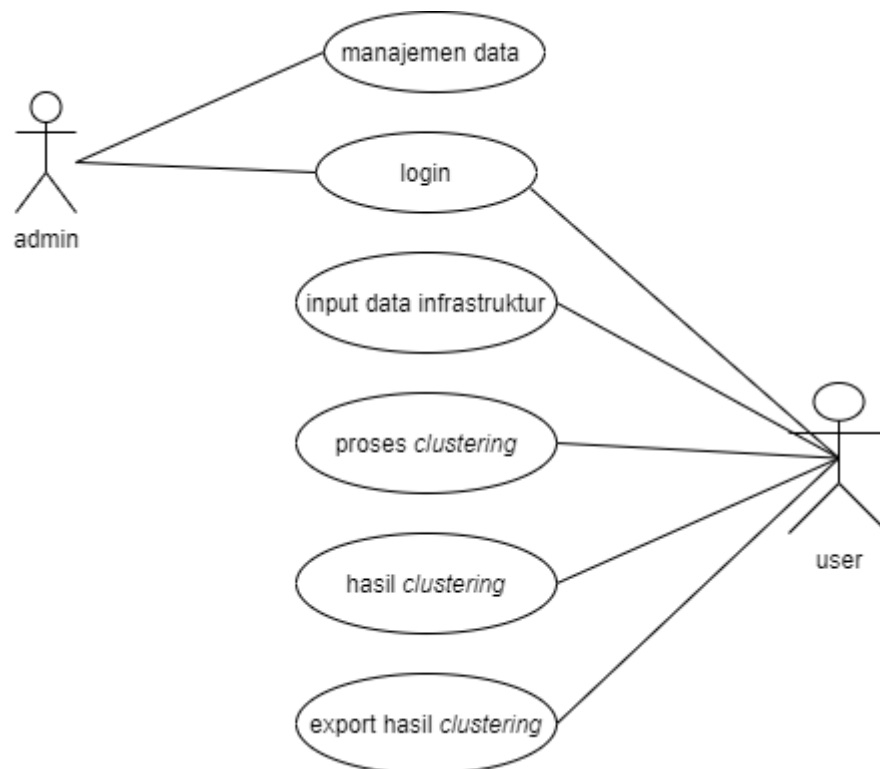 manajemen data
login
admin
input data infrastruktur
proses clustering
hasil clustering
user
export hasil clustering